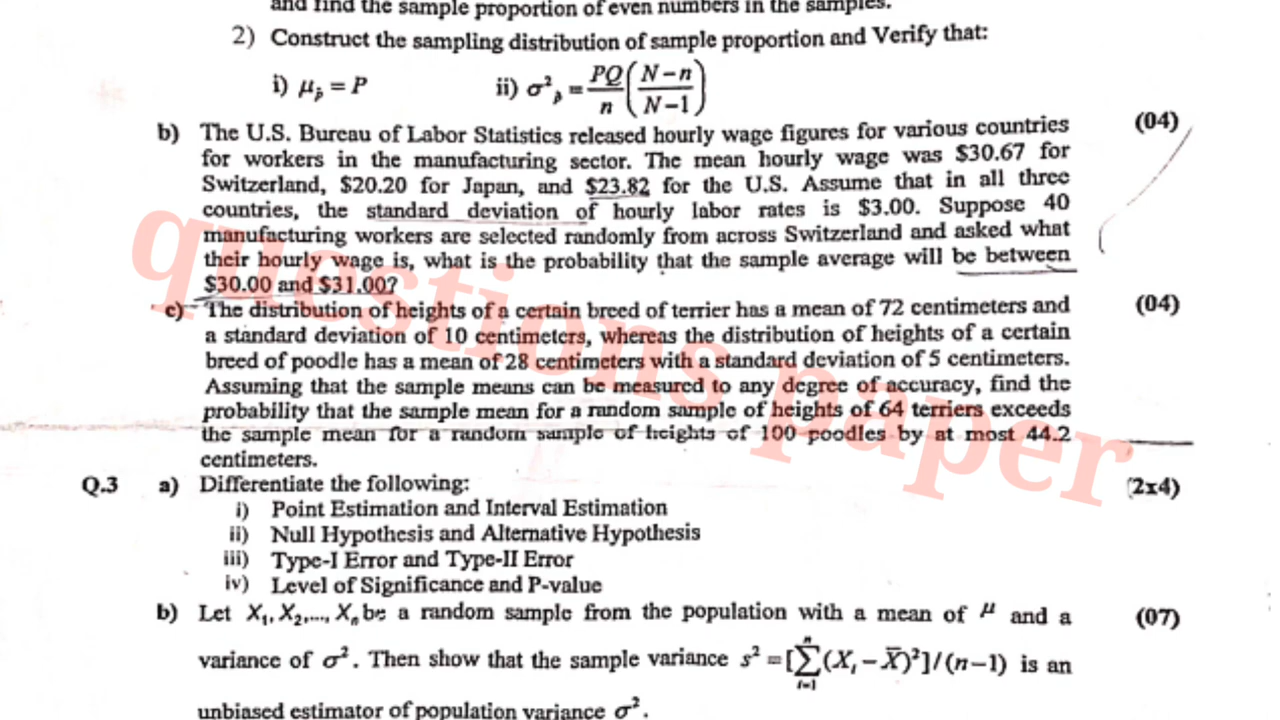 and find the sample proportion of even numbers in the samples.
2) Construct the sampling distribution of sample proportion and Verify that:
i) μ_p̂ = P ii) σ²_p̂ = PQ/n ((N−n)/(N−1))
b) The U.S. Bureau of Labor Statistics released hourly wage figures for various countries (04)
for workers in the manufacturing sector. The mean hourly wage was $30.67 for
Switzerland, $20.20 for Japan, and $23.82 for the U.S. Assume that in all three
countries, the standard deviation of hourly labor rates is $3.00. Suppose 40
manufacturing workers are selected randomly from across Switzerland and asked what
their hourly wage is, what is the probability that the sample average will be between
$30.00 and $31.00?
c) The distribution of heights of a certain breed of terrier has a mean of 72 centimeters and (04)
a standard deviation of 10 centimeters, whereas the distribution of heights of a certain
breed of poodle has a mean of 28 centimeters with a standard deviation of 5 centimeters.
Assuming that the sample means can be measured to any degree of accuracy, find the
probability that the sample mean for a random sample of heights of 64 terriers exceeds
the sample mean for a random sample of heights of 100 poodles by at most 44.2
centimeters.
Q.3 a) Differentiate the following: (2x4)
i) Point Estimation and Interval Estimation
ii) Null Hypothesis and Alternative Hypothesis
iii) Type-I Error and Type-II Error
iv) Level of Significance and P-value
b) Let X₁, X₂,..., Xₙ be a random sample from the population with a mean of μ and a (07)
variance of σ². Then show that the sample variance s² = [∑_{i=1}^{n}(Xᵢ − X̄)²]/(n−1) is an
unbiased estimator of population variance σ².
questions paper